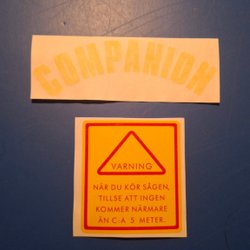 COMPANION
VARNING
NÄR DU KÖR SÅGEN,
TILLSE ATT INGEN
KOMMER NÄRMARE
ÄN C:A 5 METER.